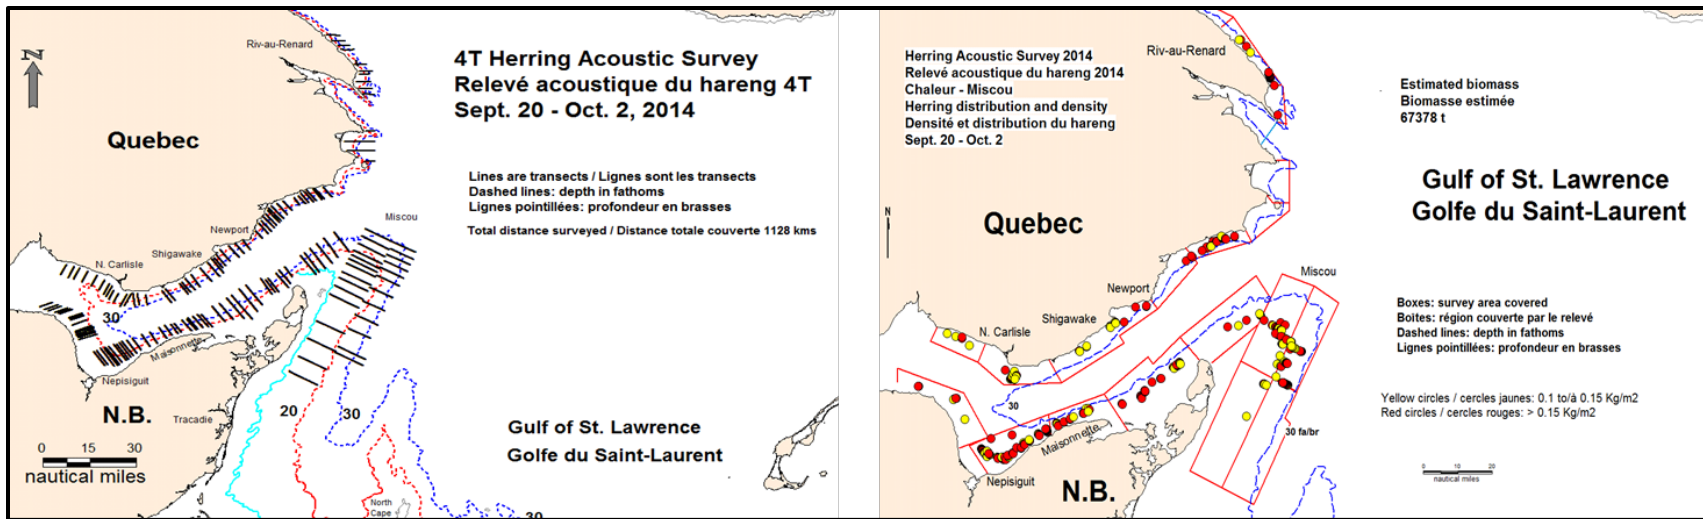 Riv-au-Renard
N
4T Herring Acoustic Survey
Relevé acoustique du hareng 4T
Sept. 20 - Oct. 2, 2014
Quebec
Lines are transects / Lignes sont les transects
Dashed lines: depth in fathoms
Lignes pointillées: profondeur en brasses
Total distance surveyed / Distance totale couverte 1128 kms
Miscou
Newport
Shigawake
N. Carlisle
30
Maisonnette
Nepisiguit
N.B.
Tracadie
20
30
Gulf of St. Lawrence
Golfe du Saint-Laurent
0 15 30
nautical miles
North
Cape
30
Herring Acoustic Survey 2014
Relevé acoustique du hareng 2014
Chaleur - Miscou
Herring distribution and density
Densité et distribution du hareng
Sept. 20 - Oct. 2
Riv-au-Renard
Estimated biomass
Biomasse estimée
67378 t
Gulf of St. Lawrence
Golfe du Saint-Laurent
N
Quebec
Miscou
Newport
Shigawake
N. Carlisle
Boxes: survey area covered
Boites: région couverte par le relevé
Dashed lines: depth in fathoms
Lignes pointillées: profondeur en brasses
30
Yellow circles / cercles jaunes: 0.1 to/à 0.15 Kg/m2
Red circles / cercles rouges: > 0.15 Kg/m2
30 fa/br
Maisonnette
Nepisiguit
N.B.
0 10 20
nautical miles